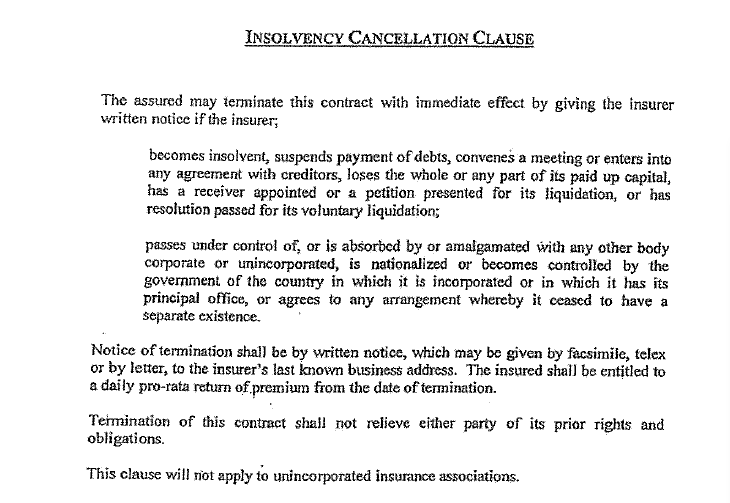 INSOLVENCY CANCELLATION CLAUSE
The assured may terminate this contract with immediate effect by giving the insurer
written notice if the insurer;
becomes insolvent, suspends payment of debts, convenes a meeting or enters into
any agreement with creditors, loses the whole or any part of its paid up capital,
has a receiver appointed or a petition presented for its liquidation, or has
resolution passed for its voluntary liquidation;
passes under control of, or is absorbed by or amalgamated with any other body
corporate or unincorporated, is nationalized or becomes controlled by the
government of the country in which it is incorporated or in which it has its
principal office, or agrees to any arrangement whereby it ceased to have a
separate existence.
Notice of termination shall be by written notice, which may be given by facsimile, telex
or by letter, to the insurer's last known business address. The insured shall be entitled to
a daily pro-rata return of premium from the date of termination.
Termination of this contract shall not relieve either party of its prior rights and
obligations.
This clause will not apply to unincorporated insurance associations.